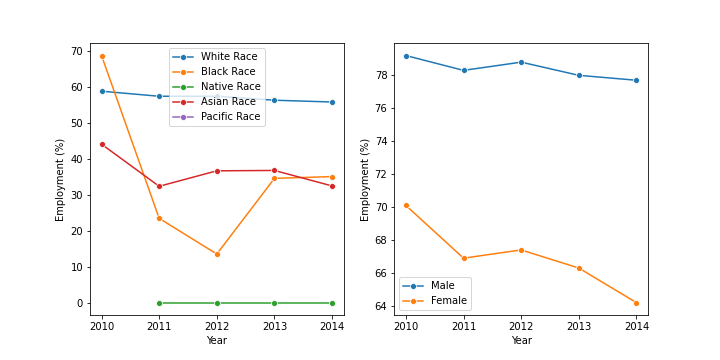 70
60
50
40
30
20
10
0
Employment (%)
White Race
Black Race
Native Race
Asian Race
Pacific Race
2010 2011 2012 2013 2014
Year
78
76
74
72
70
68
66
64
Employment (%)
Male
Female
2010 2011 2012 2013 2014
Year